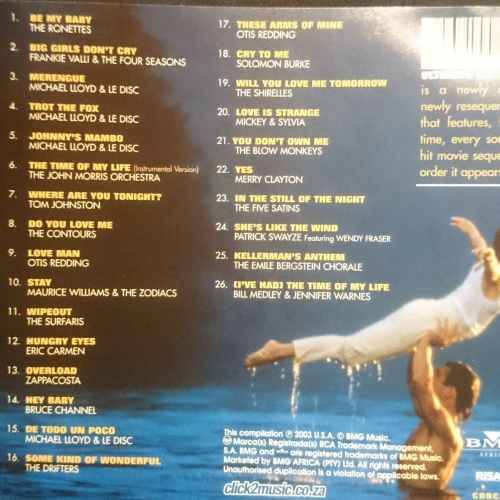 1. BE MY BABY
THE RONETTES
2. BIG GIRLS DON'T CRY
FRANKIE VALLI & THE FOUR SEASONS
3. MERENGUE
MICHAEL LLOYD & LE DISC
4. TROT THE FOX
MICHAEL LLOYD & LE DISC
5. JOHNNY'S MAMBO
MICHAEL LLOYD & LE DISC
6. THE TIME OF MY LIFE (Instrumental Version)
THE JOHN MORRIS ORCHESTRA
7. WHERE ARE YOU TONIGHT?
TOM JOHNSTON
8. DO YOU LOVE ME
THE CONTOURS
9. LOVE MAN
OTIS REDDING
10. STAY
MAURICE WILLIAMS & THE ZODIACS
11. WIPEOUT
THE SURFARIS
12. HUNGRY EYES
ERIC CARMEN
13. OVERLOAD
ZAPPACOSTA
14. HEY BABY
BRUCE CHANNEL
15. DE TODO UN POCO
MICHAEL LLOYD & LE DISC
16. SOME KIND OF WONDERFUL
THE DRIFTERS
17. THESE ARMS OF MINE
OTIS REDDING
18. CRY TO ME
SOLOMON BURKE
19. WILL YOU LOVE ME TOMORROW
THE SHIRELLES
20. LOVE IS STRANGE
MICKEY & SYLVIA
21. YOU DON'T OWN ME
THE BLOW MONKEYS
22. YES
MERRY CLAYTON
23. IN THE STILL OF THE NIGHT
THE FIVE SATINS
24. SHE'S LIKE THE WIND
PATRICK SWAYZE Featuring WENDY FRASER
25. KELLERMAN'S ANTHEM
THE EMILE BERGSTEIN CHORALE
26. (I'VE HAD) THE TIME OF MY LIFE
BILL MEDLEY & JENNIFER WARNES
is a newly
newly resequen
that features,
time, every so
hit movie seque
order it appears
This compilation ℗ 2003 U.S.A. © BMG Music.
Marca(s) Registrada(s) RCA Trademark Management,
S.A. BMG and are registered trademarks of BMG Music.
Marketed by BMG AFRICA (PTY) Ltd. All Rights Reserved.
Unauthorised duplication is a violation of applicable laws.
click2music.co.za
BMG